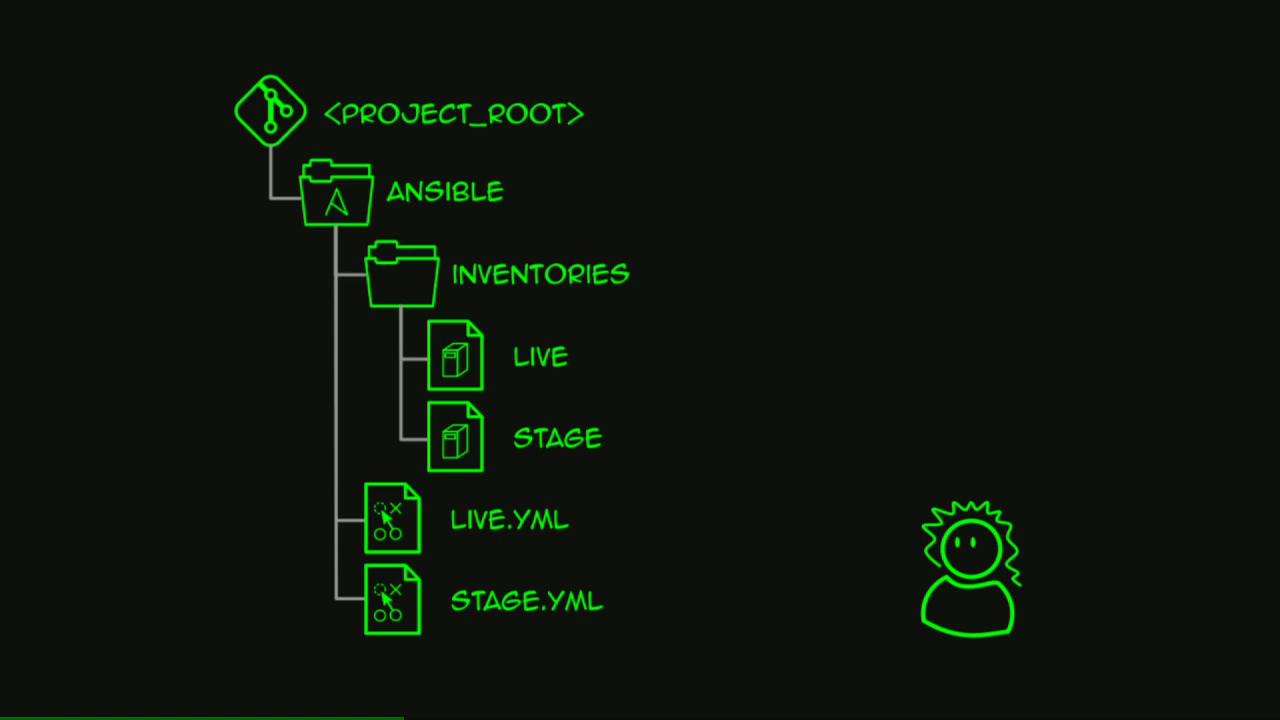 <PROJECT_ROOT>
ANSIBLE
INVENTORIES
LIVE
STAGE
LIVE.YML
STAGE.YML